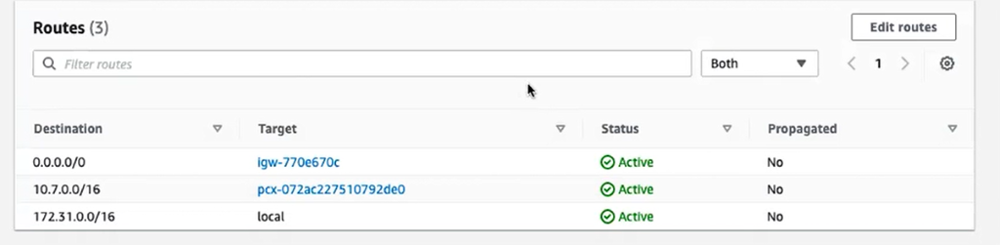 Routes (3)
Edit routes
Filter routes
Both
1
Destination Target Status Propagated
0.0.0.0/0 igw-770e670c Active No
10.7.0.0/16 pcx-072ac227510792de0 Active No
172.31.0.0/16 local Active No